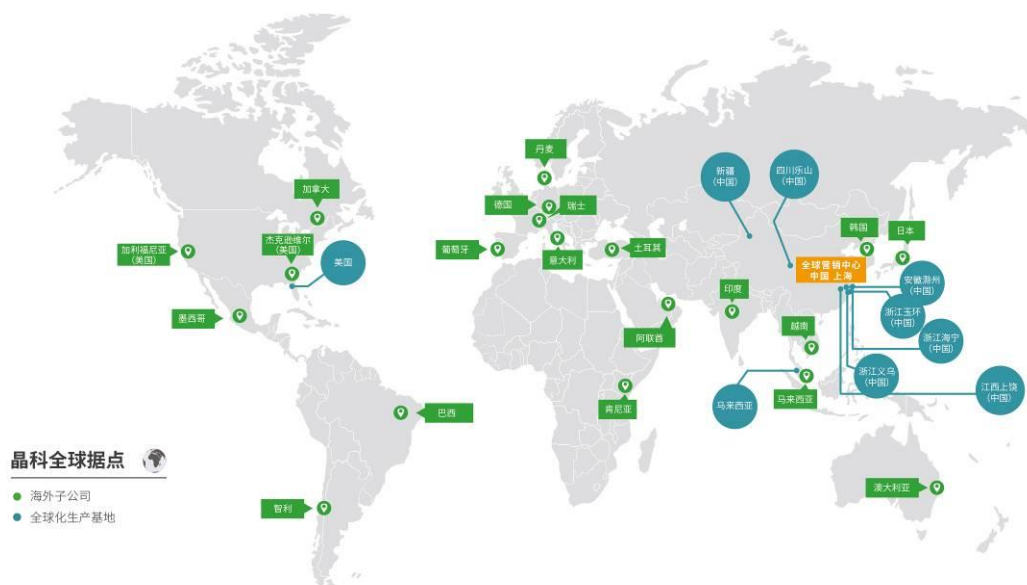 丹麦
新疆
(中国)
四川乐山
(中国)
加拿大
德国
瑞士
韩国
日本
加利福尼亚
(美国)
杰克逊维尔
(美国)
美国
葡萄牙
意大利
土耳其
全球营销中心
中国 上海
安徽滁州
(中国)
印度
浙江玉环
(中国)
墨西哥
阿联酋
越南
浙江海宁
(中国)
浙江义乌
(中国)
江西上饶
(中国)
马来西亚
马来西亚
肯尼亚
巴西
晶科全球据点
海外子公司
全球化生产基地
智利
澳大利亚